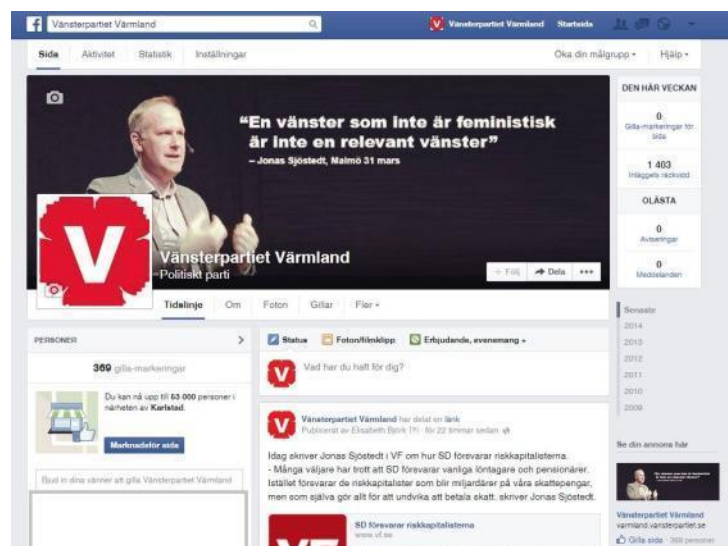 Vänsterpartiet Värmland
Vänsterpartiet Värmland Startsida
Sida Aktivitet Statistik Inställningar Öka din målgrupp Hjälp
“En vänster som inte är feministisk
är inte en relevant vänster”
– Jonas Sjöstedt, Malmö 31 mars
V
Vänsterpartiet Värmland
Politiskt parti
+ Följ Dela
Tidslinje Om Foton Gillar Fler
DEN HÄR VECKAN
0
Gilla-markeringar för
sida
1 403
Inläggets räckvidd
OLÄSTA
0
Aviseringar
0
Meddelanden
Senaste
2014
2013
2012
2011
2010
2009
PERSONER
369 gilla-markeringar
Du kan nå upp till 53 000 personer i
närheten av Karlstad.
Marknadsför sida
Bjud in dina vänner att gilla Vänsterpartiet Värmland
Status Foton/filmklipp Erbjudande, evenemang +
V
Vad har du haft för dig?
V
Vänsterpartiet Värmland har delat en länk
Publicerat av Elisabeth Björk [?] · för 22 timmar sedan
Idag skriver Jonas Sjöstedt i VF om hur SD försvarar riskkapitalisterna.
- Många väljare har trott att SD försvarar vanliga löntagare och pensionärer.
Istället försvarar de riskkapitalister som blir miljardärer på våra skattepengar,
men som själva gör allt för att undvika att betala skatt. skriver Jonas Sjöstedt.
VF
SD försvarar riskkapitalisterna
www.vf.se
Se din annons här
Vänsterpartiet Värmland
varmland.vansterpartiet.se
Gilla sida · 369 personer